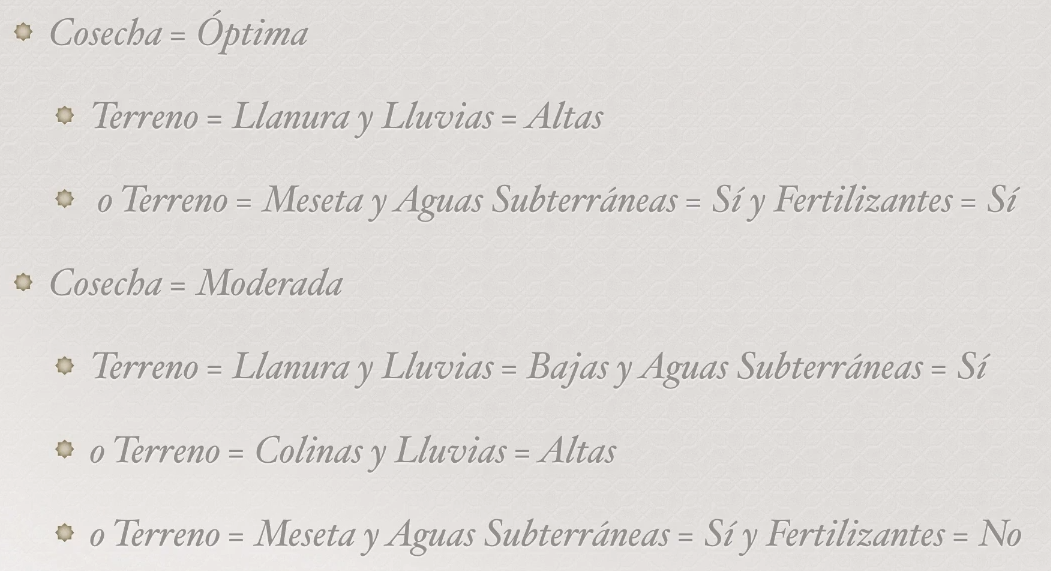 Cosecha = Óptima
Terreno = Llanura y Lluvias = Altas
o Terreno = Meseta y Aguas Subterráneas = Sí y Fertilizantes = Sí
Cosecha = Moderada
Terreno = Llanura y Lluvias = Bajas y Aguas Subterráneas = Sí
o Terreno = Colinas y Lluvias = Altas
o Terreno = Meseta y Aguas Subterráneas = Sí y Fertilizantes = No